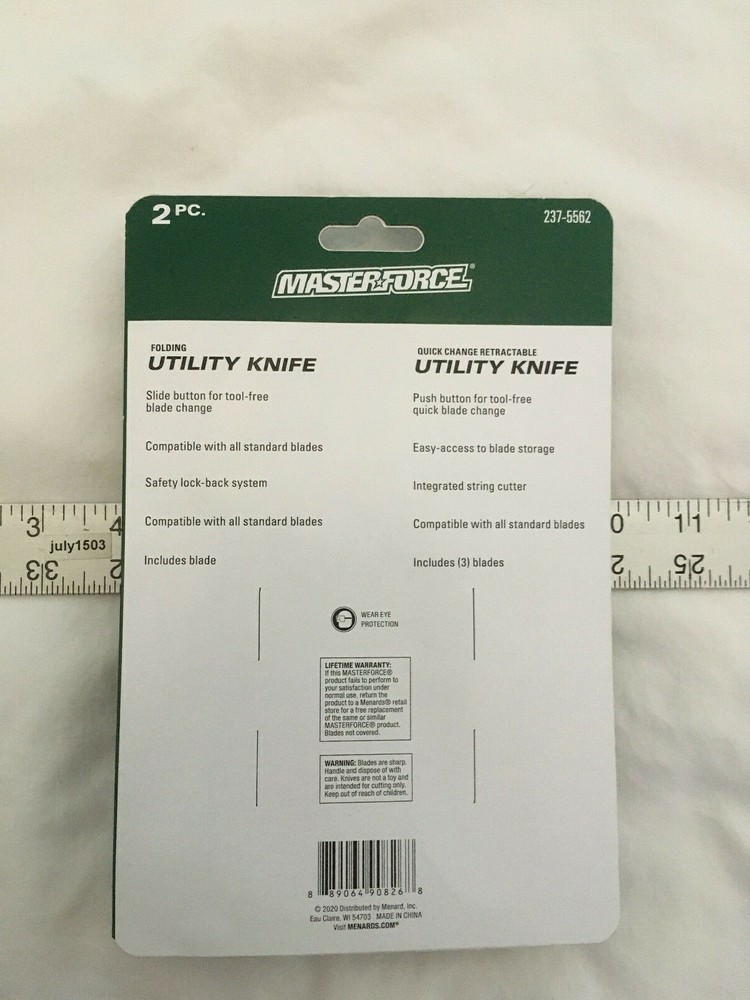 2 PC.
237-5562
MASTERFORCE®
FOLDING
UTILITY KNIFE
Slide button for tool-free
blade change
Compatible with all standard blades
Safety lock-back system
Compatible with all standard blades
Includes blade
QUICK CHANGE RETRACTABLE
UTILITY KNIFE
Push button for tool-free
quick blade change
Easy-access to blade storage
Integrated string cutter
Compatible with all standard blades
Includes (3) blades
3 4
july1503
33 2
0 11
2 25
WEAR EYE
PROTECTION
LIFETIME WARRANTY:
If this MASTERFORCE®
product fails to perform to
your satisfaction under
normal use, return the
product to a Menards® retail
store for a free replacement
of the same or similar
MASTERFORCE® product.
Blades not covered.
WARNING: Blades are sharp.
Handle and dispose of with
care. Knives are not a toy and
are intended for cutting only.
Keep out of reach of children.
8 89064 90826 8
© 2020 Distributed by Menard, Inc.
Eau Claire, WI 54703 MADE IN CHINA
Visit MENARDS.COM®